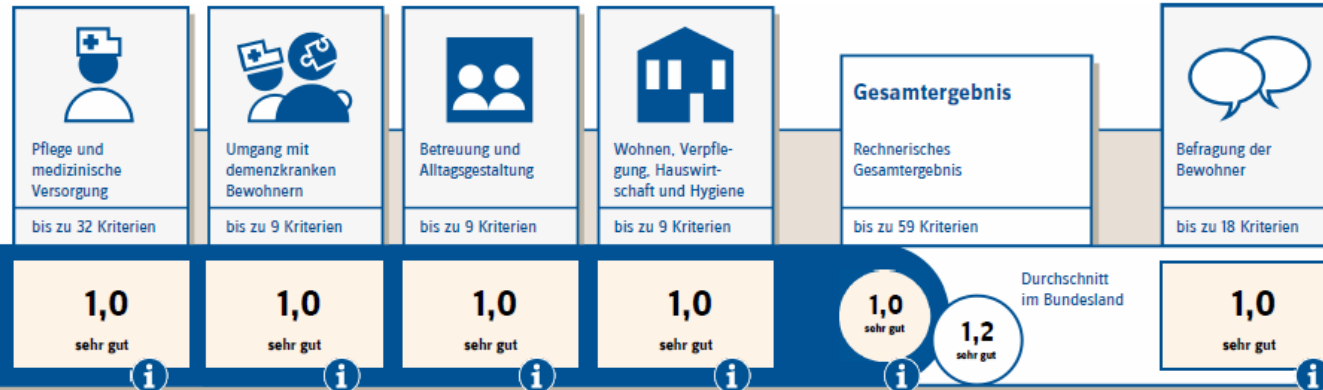 Pflege und
medizinische
Versorgung
bis zu 32 Kriterien
1,0
sehr gut
i
Umgang mit
demenzkranken
Bewohnern
bis zu 9 Kriterien
1,0
sehr gut
i
Betreuung und
Alltagsgestaltung
bis zu 9 Kriterien
1,0
sehr gut
i
Wohnen, Verpfle-
gung, Hauswirt-
schaft und Hygiene
bis zu 9 Kriterien
1,0
sehr gut
i
Gesamtergebnis
Rechnerisches
Gesamtergebnis
bis zu 59 Kriterien
1,0
sehr gut
i
Durchschnitt
im Bundesland
1,2
sehr gut
Befragung der
Bewohner
bis zu 18 Kriterien
1,0
sehr gut
i